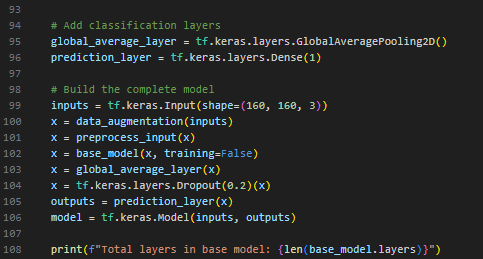 93
94 # Add classification layers
95 global_average_layer = tf.keras.layers.GlobalAveragePooling2D()
96 prediction_layer = tf.keras.layers.Dense(1)
97
98 # Build the complete model
99 inputs = tf.keras.Input(shape=(160, 160, 3))
100 x = data_augmentation(inputs)
101 x = preprocess_input(x)
102 x = base_model(x, training=False)
103 x = global_average_layer(x)
104 x = tf.keras.layers.Dropout(0.2)(x)
105 outputs = prediction_layer(x)
106 model = tf.keras.Model(inputs, outputs)
107
108 print(f"Total layers in base model: {len(base_model.layers)}")